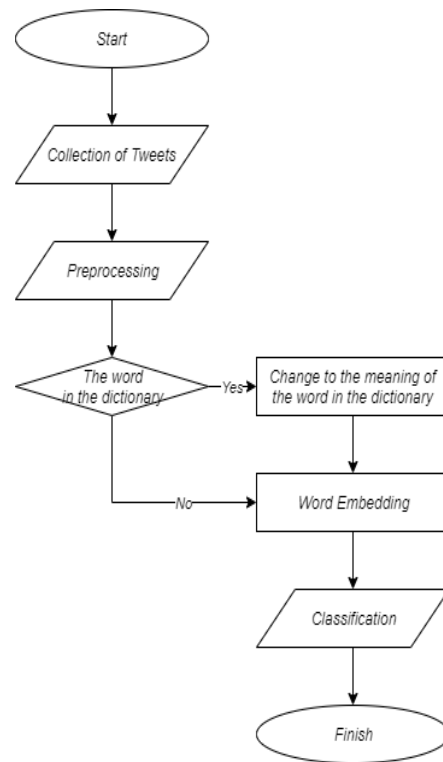 Start
Collection of Tweets
Preprocessing
The word
in the dictionary
Yes
Change to the meaning of
the word in the dictionary
No
Word Embedding
Classification
Finish